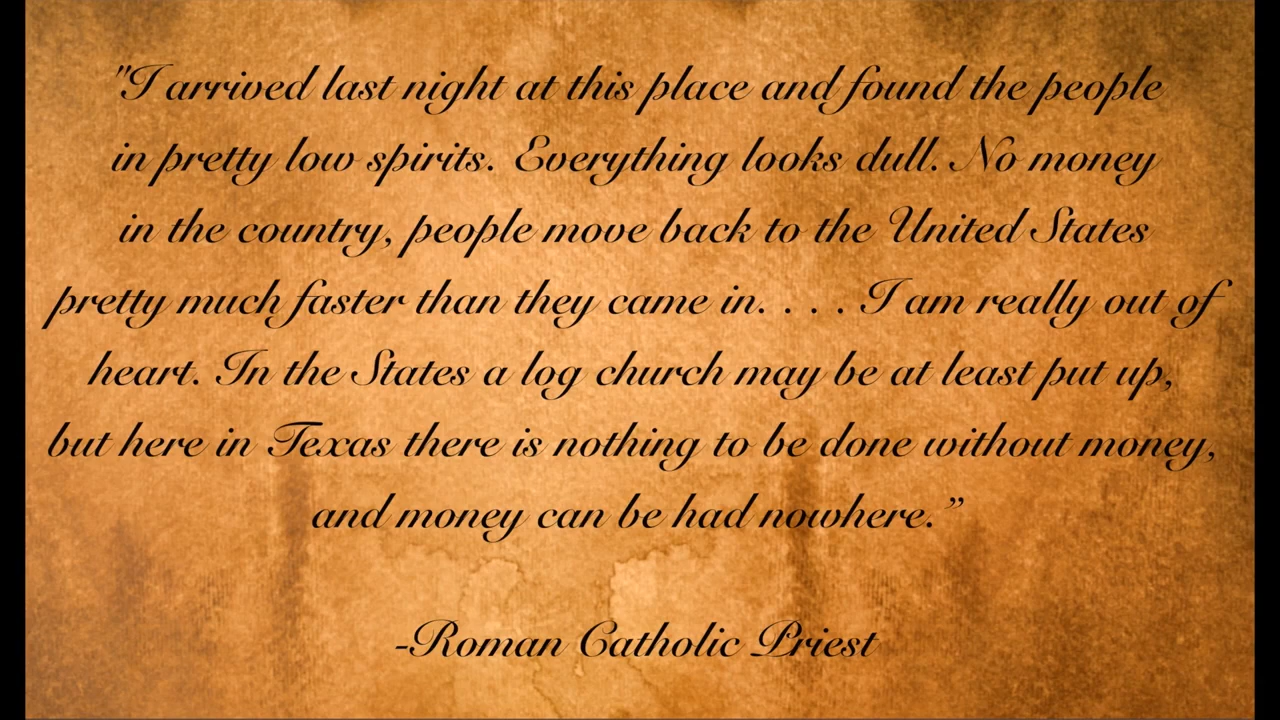 "I arrived last night at this place and found the people
in pretty low spirits. Everything looks dull. No money
in the country, people move back to the United States
pretty much faster than they came in. . . . I am really out of
heart. In the States a log church may be at least put up,
but here in Texas there is nothing to be done without money,
and money can be had nowhere.”
-Roman Catholic Priest